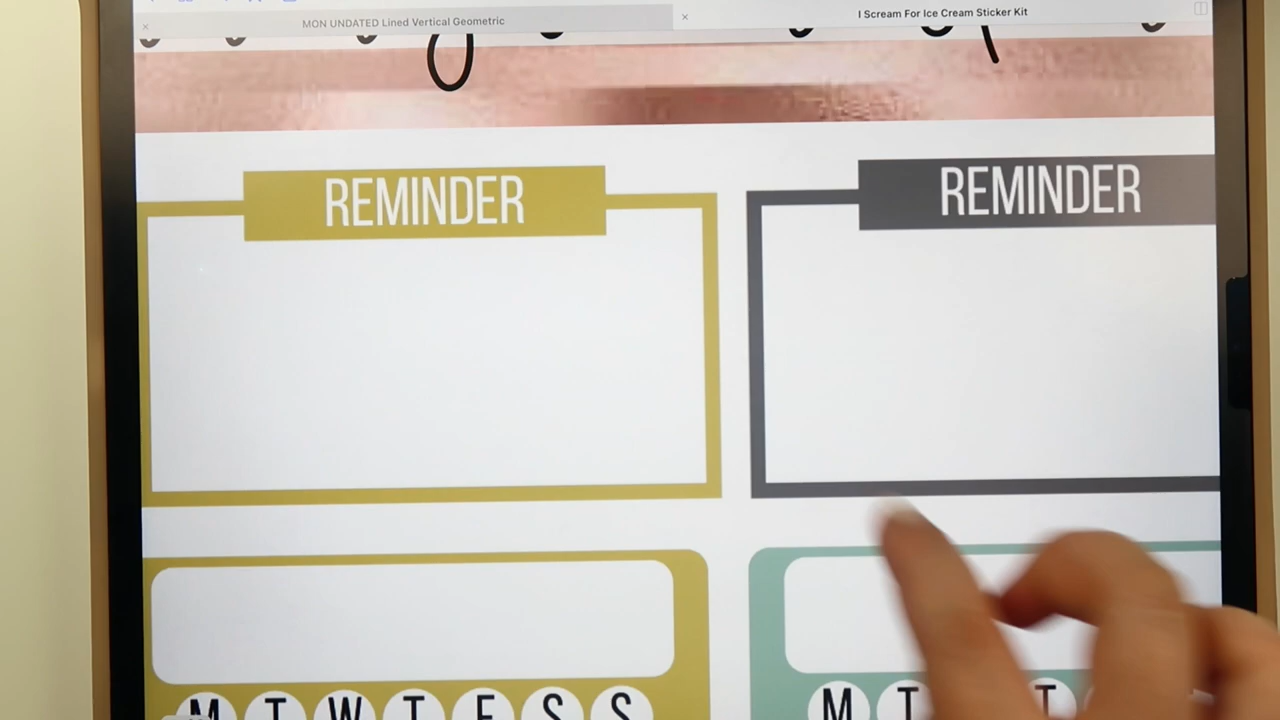 MON UNDATED Lined Vertical Geometric
I Scream For Ice Cream Sticker Kit
REMINDER
REMINDER
M T W T F S S
M T T